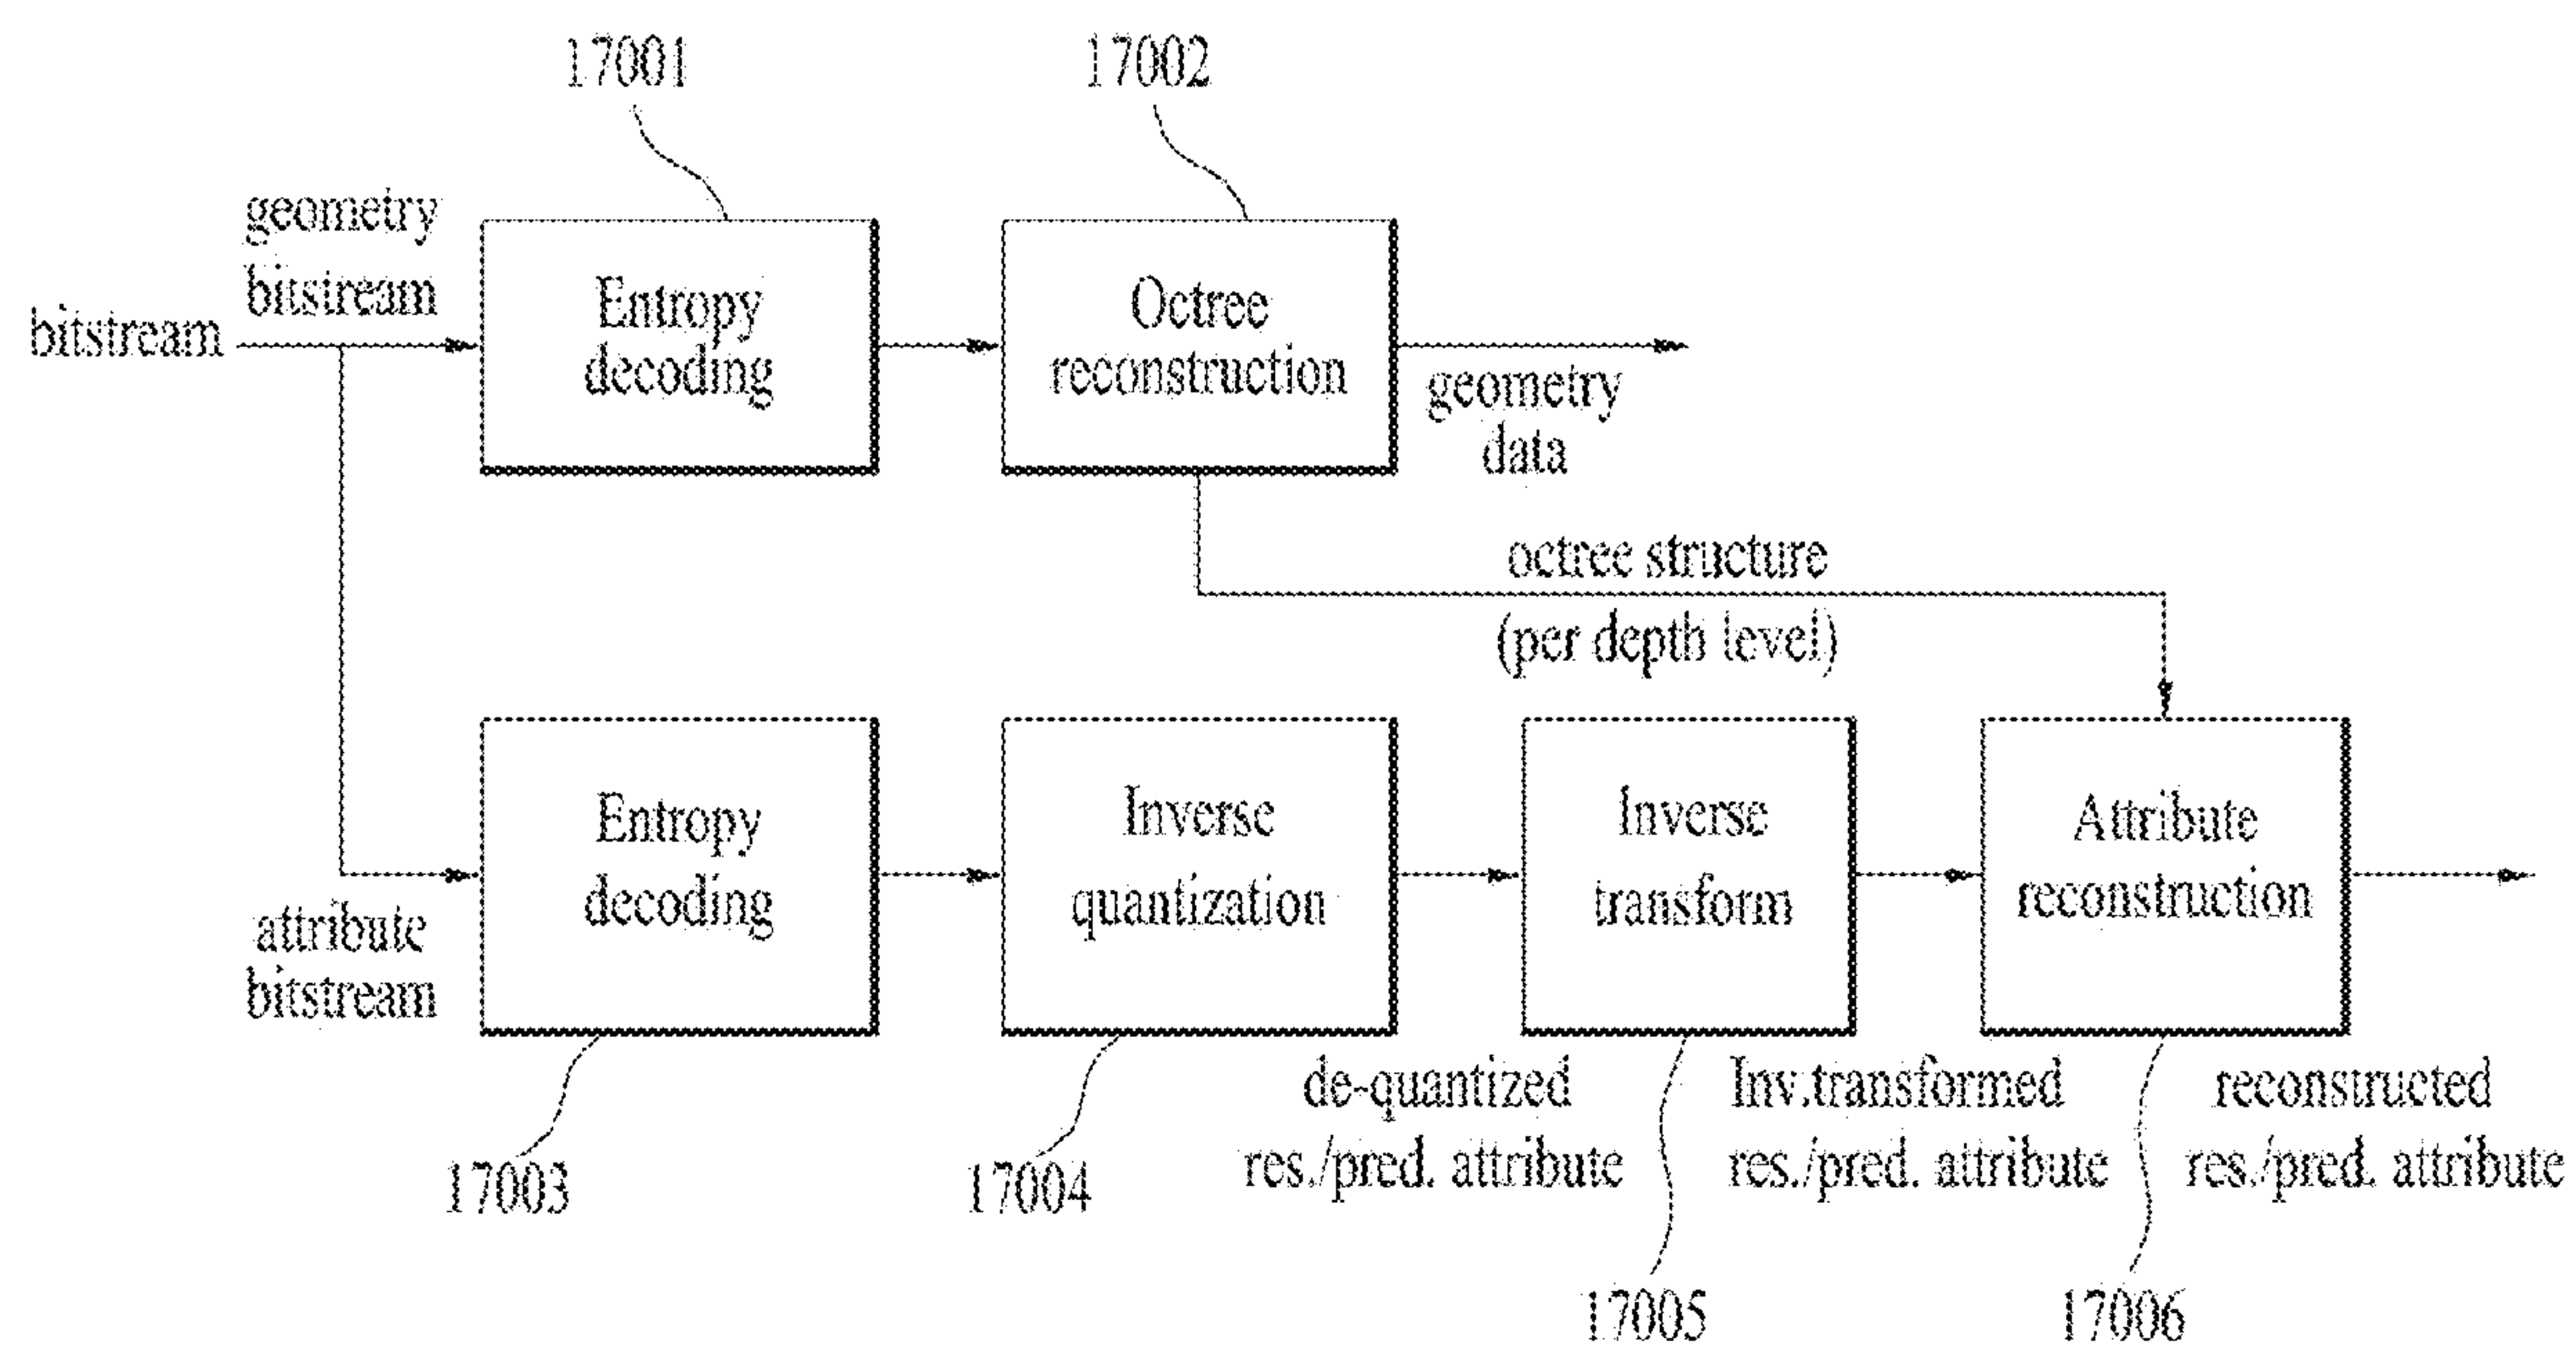 17001
17002
geometry
bitstream
bitstream
Entropy
decoding
Octree
reconstruction
geometry
data
octree structure
(per depth level)
Entropy
decoding
Inverse
quantization
Inverse
transform
Attribute
reconstruction
attribute
bitstream
de-quantized
res./pred. attribute
Inv.transformed
res./pred. attribute
reconstructed
res./pred. attribute
17003
17004
17005
17006